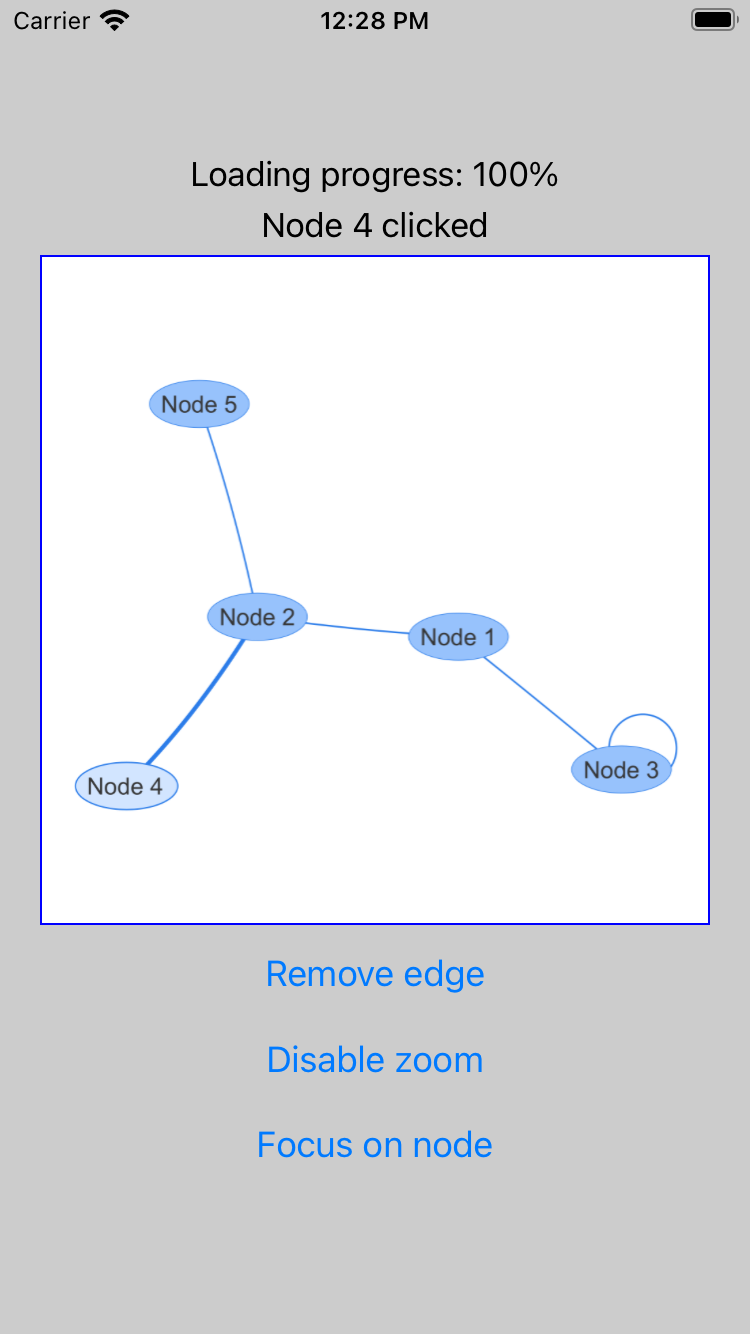 Carrier 12:28 PM
Loading progress: 100%
Node 4 clicked
Node 5
Node 2
Node 1
Node 3
Node 4
Remove edge
Disable zoom
Focus on node